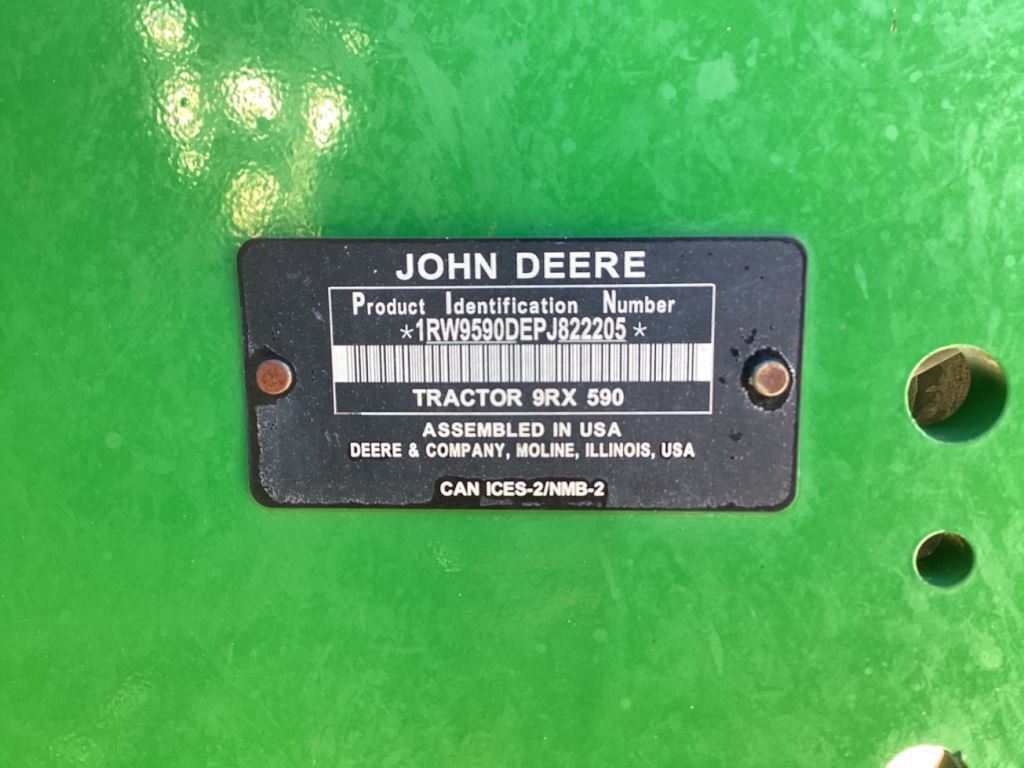 JOHN DEERE
Product Identification Number
*1RW9590DEPJ822205*
TRACTOR 9RX 590
ASSEMBLED IN USA
DEERE & COMPANY, MOLINE, ILLINOIS, USA
CAN ICES-2/NMB-2